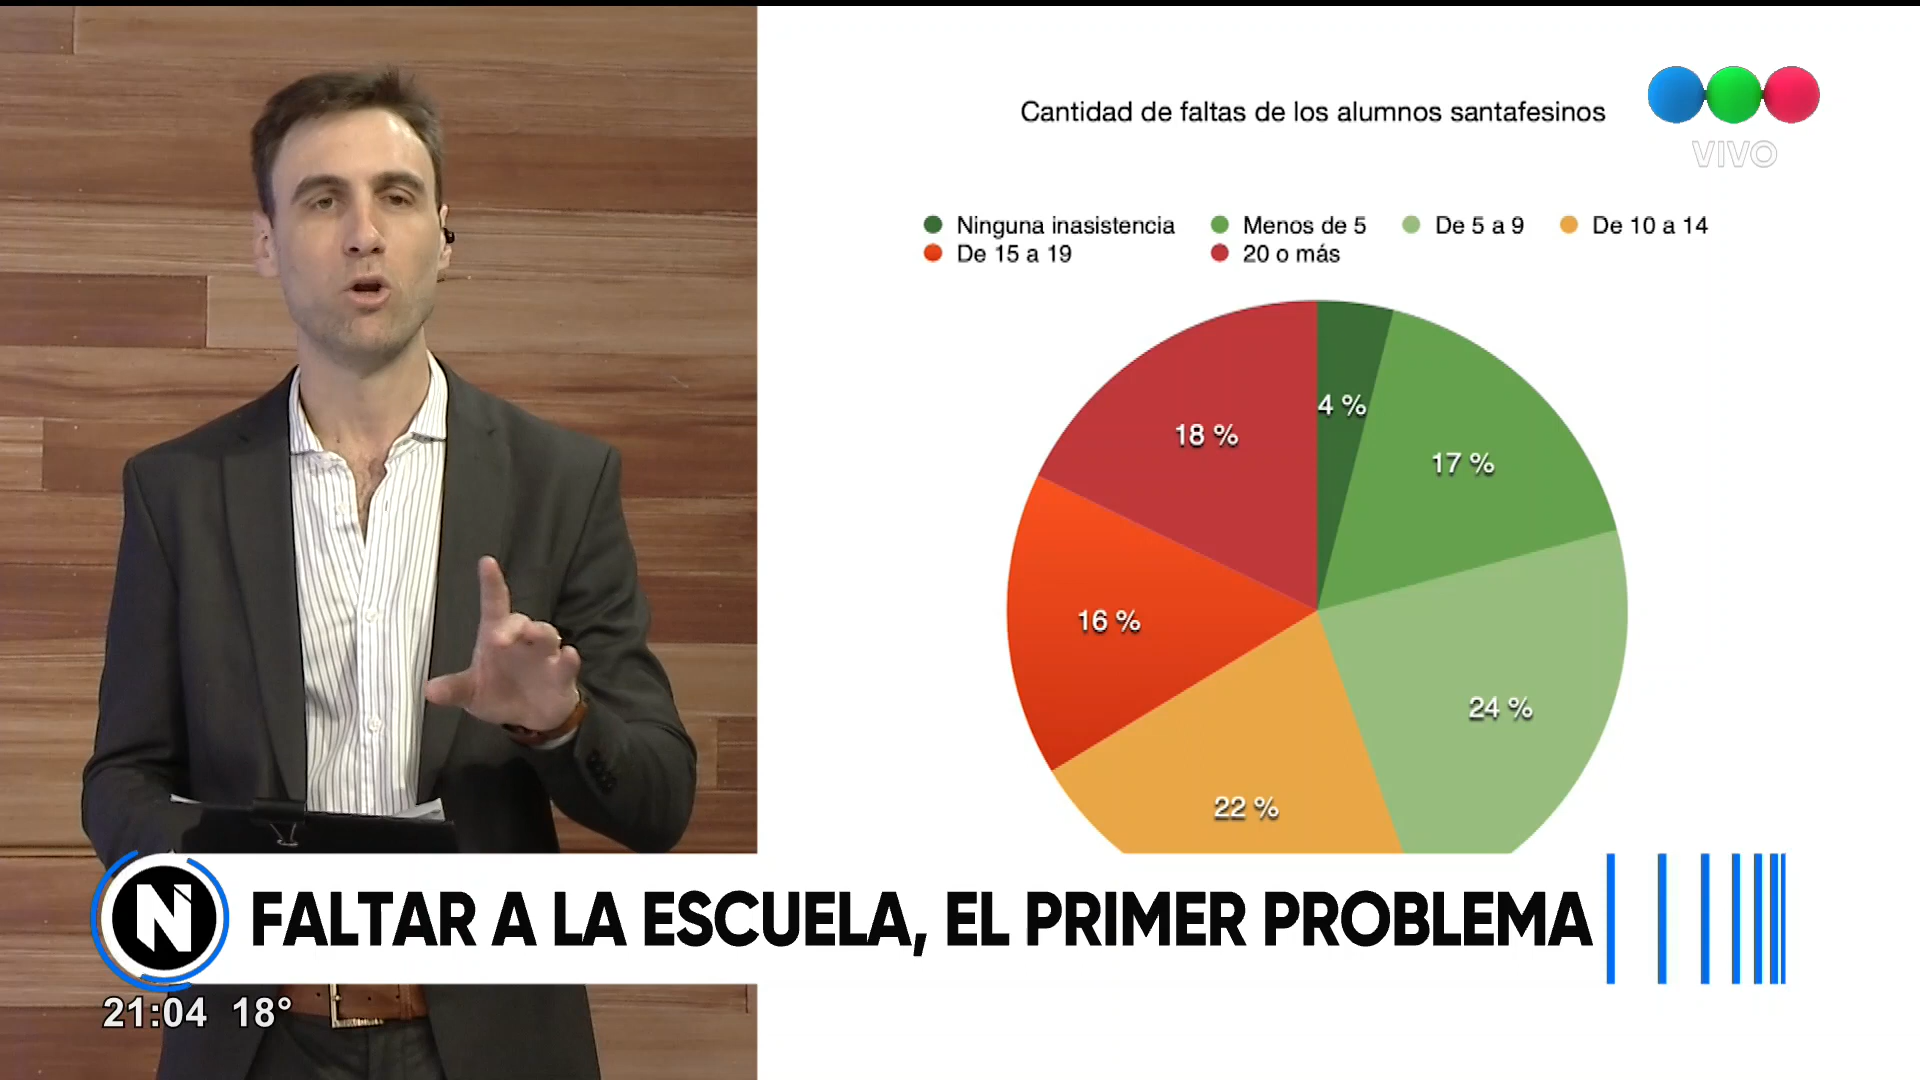 Cantidad de faltas de los alumnos santafesinos
VIVO
Ninguna inasistencia
Menos de 5
De 5 a 9
De 10 a 14
De 15 a 19
20 o más
4 %
17 %
18 %
16 %
24 %
22 %
N
FALTAR A LA ESCUELA, EL PRIMER PROBLEMA
21:04 18°